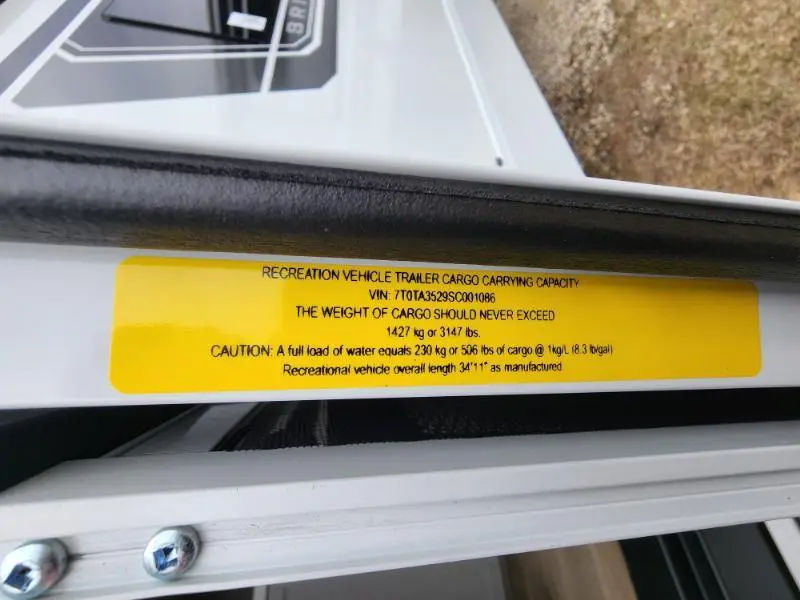 BRI
RECREATION VEHICLE TRAILER CARGO CARRYING CAPACITY
VIN: 7T0TA3529SC001086
THE WEIGHT OF CARGO SHOULD NEVER EXCEED
1427 kg or 3147 lbs.
CAUTION: A full load of water equals 230 kg or 506 lbs of cargo @ 1kg/L (8.3 lb/gal)
Recreational vehicle overall length 34'11" as manufactured